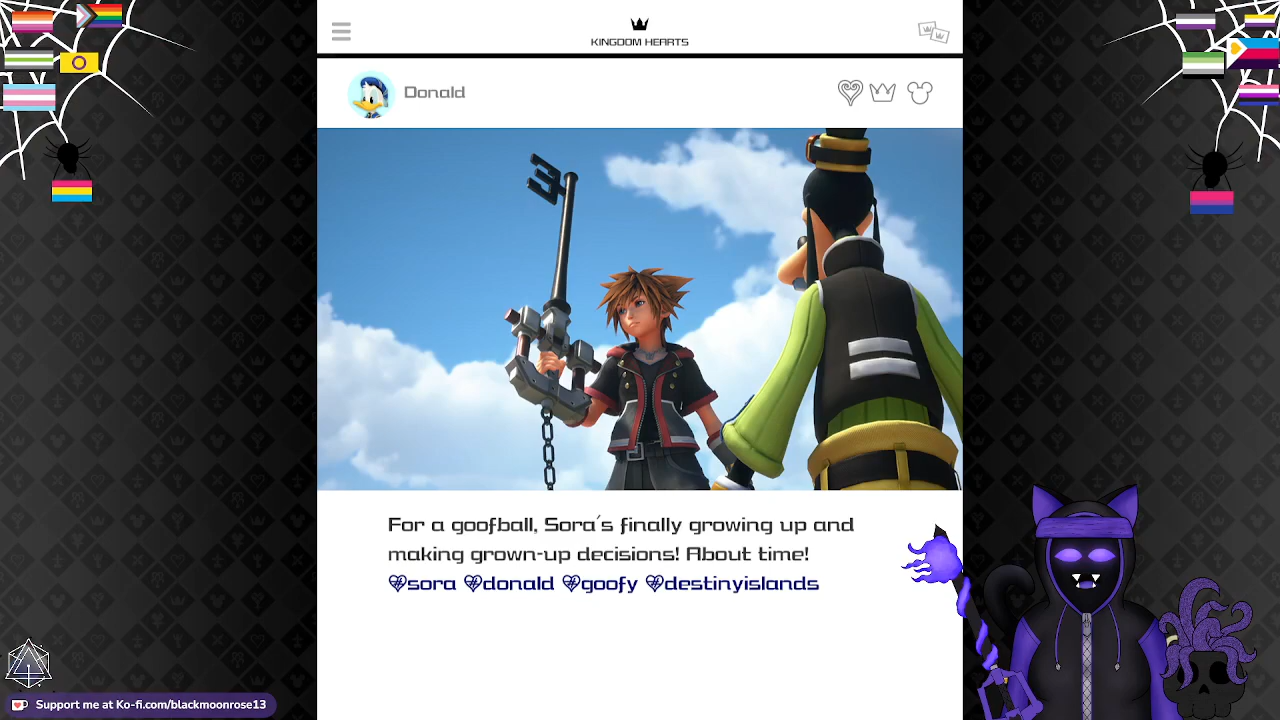 KINGDOM HEARTS
Donald
For a goofball, Sora's finally growing up and
making grown-up decisions! About time!
sora donald goofy destinyislands
Support me at Ko-fi.com/blackmoonrose13